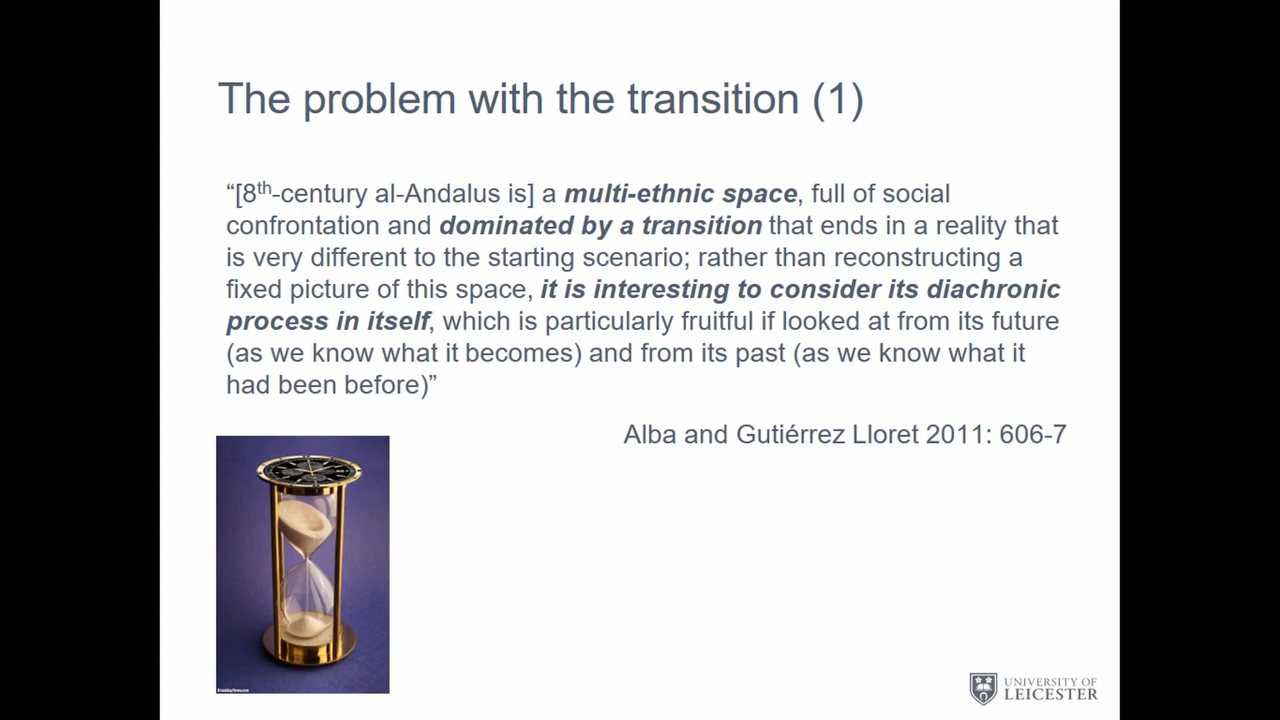 The problem with the transition (1)
“[8th-century al-Andalus is] a multi-ethnic space, full of social
confrontation and dominated by a transition that ends in a reality that
is very different to the starting scenario; rather than reconstructing a
fixed picture of this space, it is interesting to consider its diachronic
process in itself, which is particularly fruitful if looked at from its future
(as we know what it becomes) and from its past (as we know what it
had been before)”
Alba and Gutiérrez Lloret 2011: 606-7
UNIVERSITY OF
LEICESTER